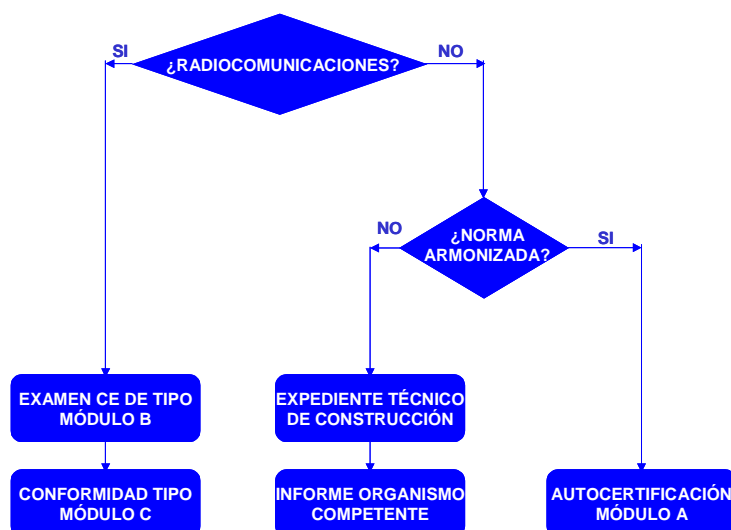 SI
¿RADIOCOMUNICACIONES?
NO
NO
¿NORMA
ARMONIZADA?
SI
EXAMEN CE DE TIPO
MÓDULO B
EXPEDIENTE TÉCNICO
DE CONSTRUCCIÓN
CONFORMIDAD TIPO
MÓDULO C
INFORME ORGANISMO
COMPETENTE
AUTOCERTIFICACIÓN
MÓDULO A